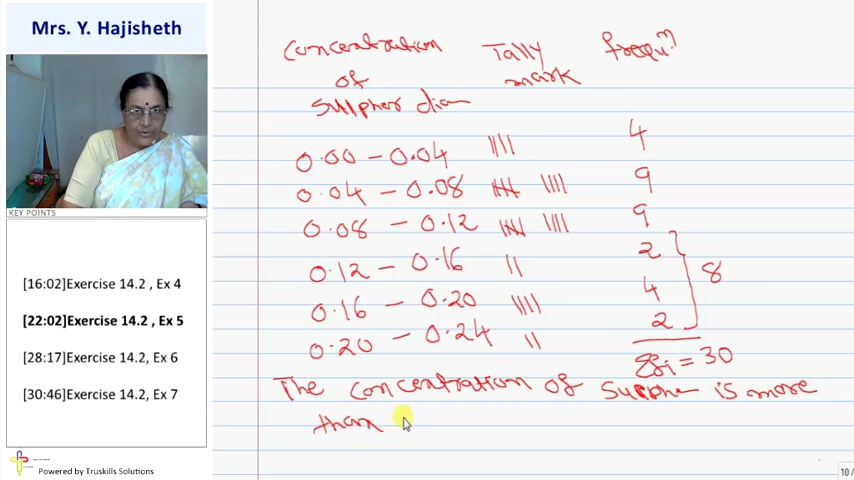 Mrs. Y. Hajisheth
Concentration Tally frequ?
of mark
Sulpher diam
0.00 – 0.04 |||| 4
0.04 – 0.08 |||| |||| 9
0.08 – 0.12 |||| |||| 9
0.12 – 0.16 || 2
0.16 – 0.20 |||| 4 8
0.20 – 0.24 || 2
Σfi = 30
The concentration of is more
than
KEY POINTS
[16:02]Exercise 14.2 , Ex 4
[22:02]Exercise 14.2 , Ex 5
[28:17]Exercise 14.2, Ex 6
[30:46]Exercise 14.2, Ex 7
Powered by Truskills Solutions
10/